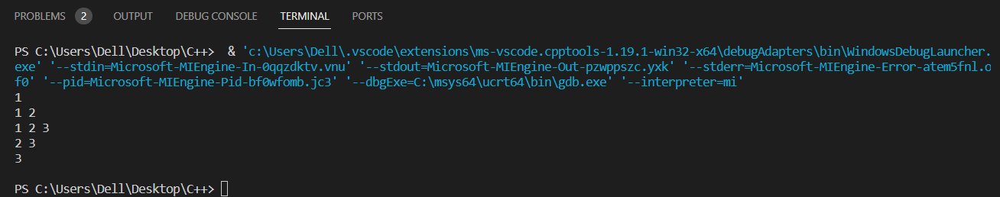 PROBLEMS 2 OUTPUT DEBUG CONSOLE TERMINAL PORTS
PS C:\Users\Dell\Desktop\C++>  & 'c:\Users\Dell\.vscode\extensions\ms-vscode.cpptools-1.19.1-win32-x64\debugAdapters\bin\WindowsDebugLauncher.
exe' '--stdin=Microsoft-MIEngine-In-0qqzdktv.vnu' '--stdout=Microsoft-MIEngine-Out-pzwppszc.yxk' '--stderr=Microsoft-MIEngine-Error-atem5fnl.o
f0' '--pid=Microsoft-MIEngine-Pid-bf0wfomb.jc3' '--dbgExe=C:\msys64\ucrt64\bin\gdb.exe' '--interpreter=mi'
1
1 2
1 2 3
2 3
3
PS C:\Users\Dell\Desktop\C++>